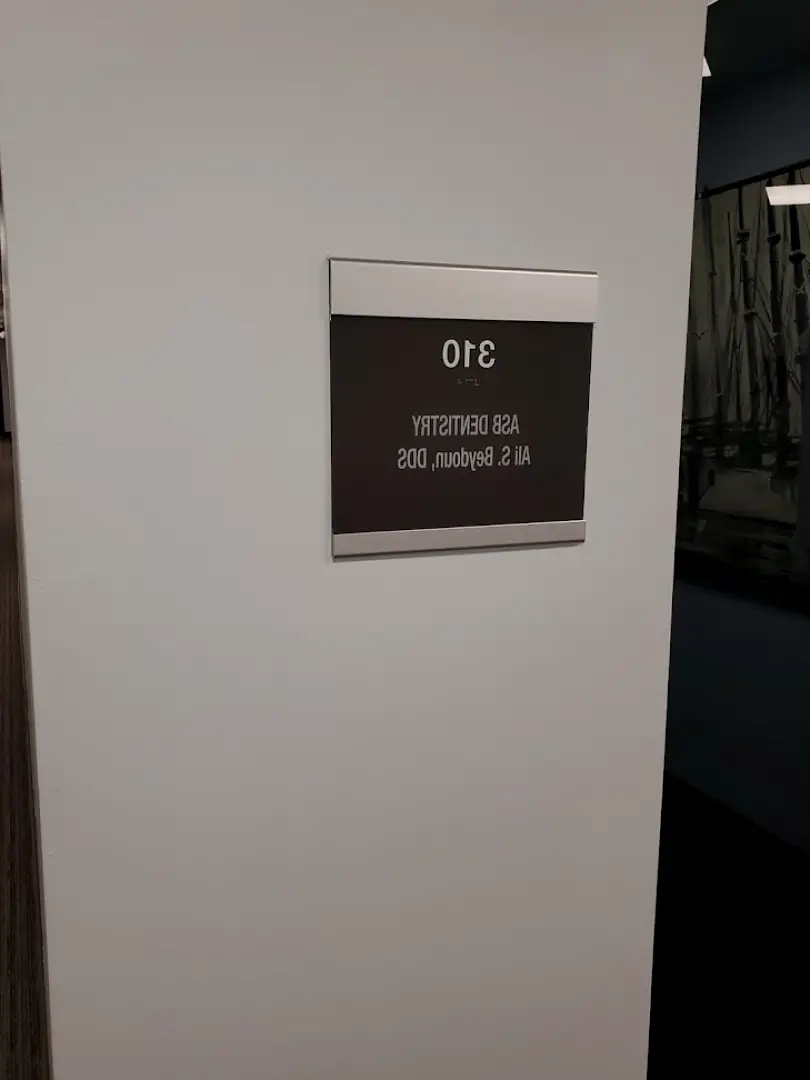 310
ASB DENTISTRY
Ali S. Beydoun, DDS